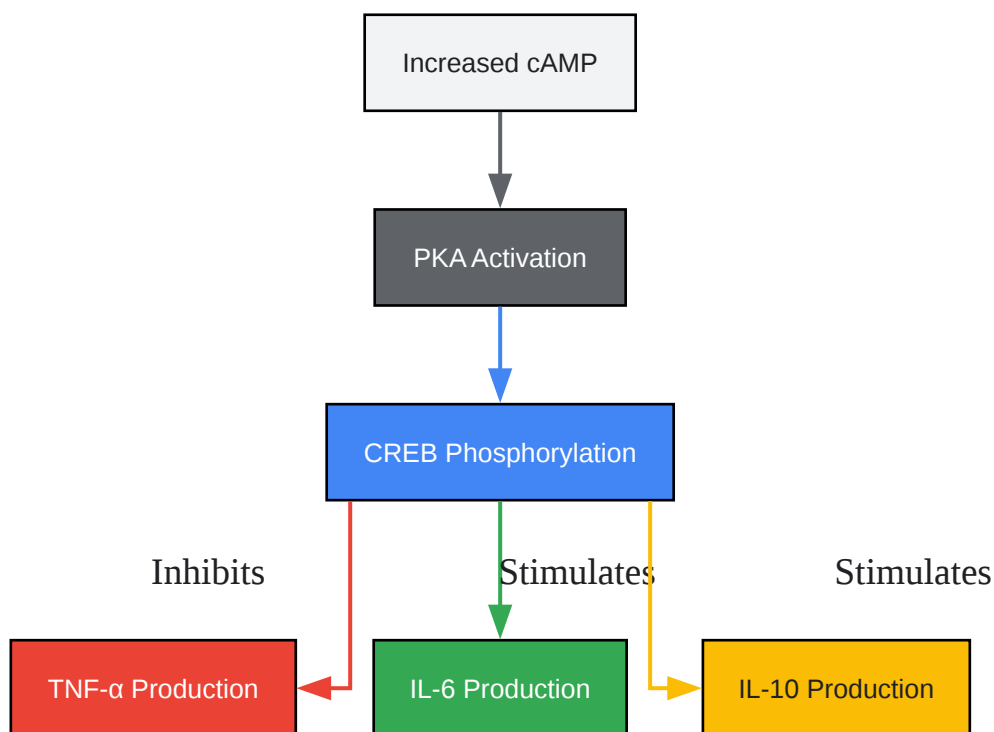 Increased cAMP
PKA Activation
CREB Phosphorylation
Inhibits
Stimulates
Stimulates
TNF-α Production
IL-6 Production
IL-10 Production